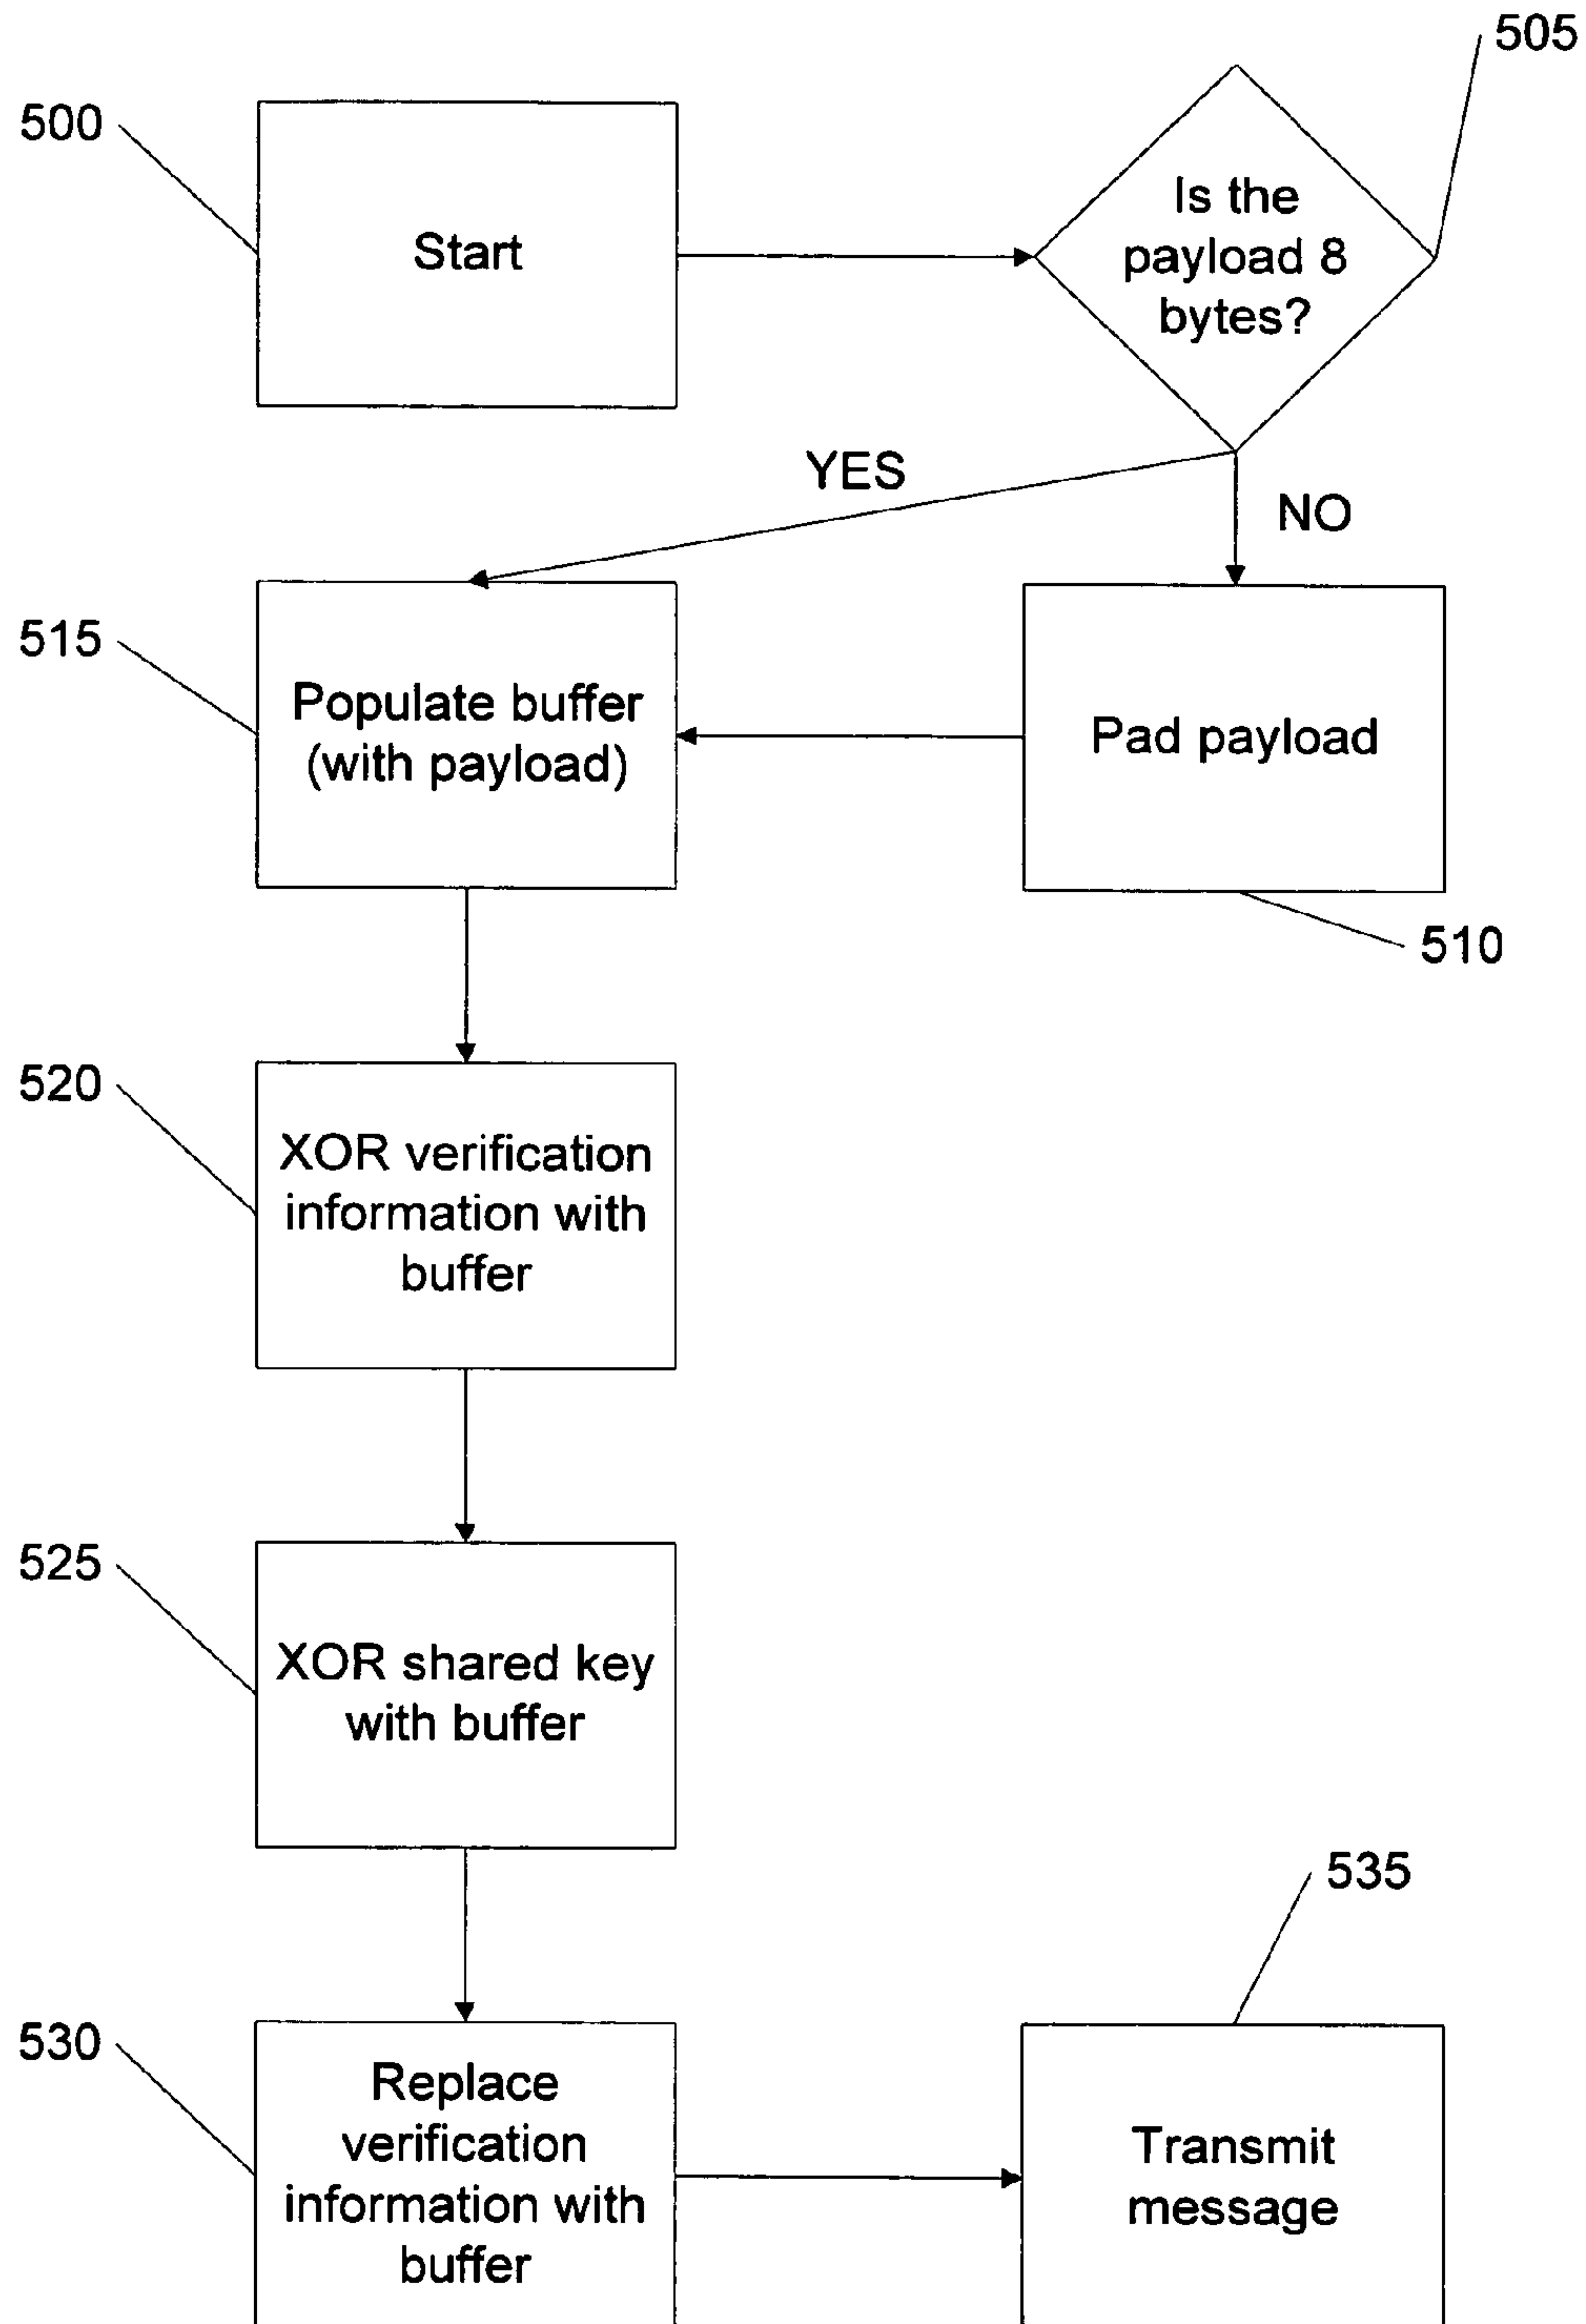 505
500
Start
Is the
payload 8
bytes?
YES
NO
515
Populate buffer
(with payload)
Pad payload
510
520
XOR verification
information with
buffer
525
XOR shared key
with buffer
535
530
Replace
verification
information with
buffer
Transmit
message